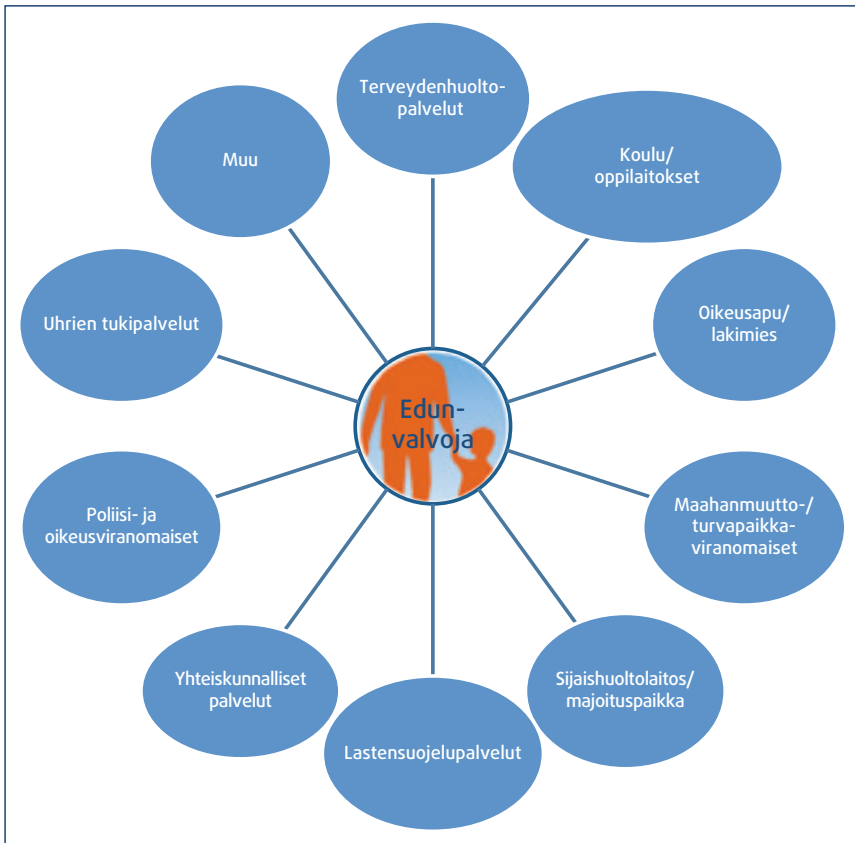 Terveydenhuolto-
palvelut
Koulu/
oppilaitokset
Muu
Oikeusapu/
lakimies
Uhrien tukipalvelut
Edun-
valvoja
Maahanmuutto-/
turvapaikka-
viranomaiset
Poliisi- ja
oikeusviranomaiset
Sijaishuoltolaitos/
majoituspaikka
Yhteiskunnalliset
palvelut
Lastensuojelupalvelut